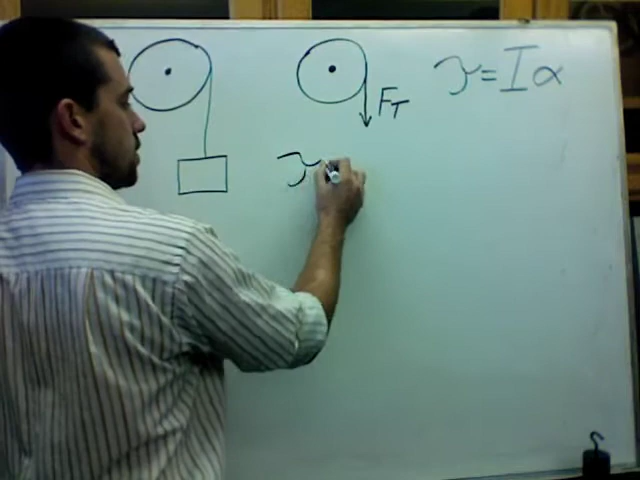 τ = Iα
F_T
τ